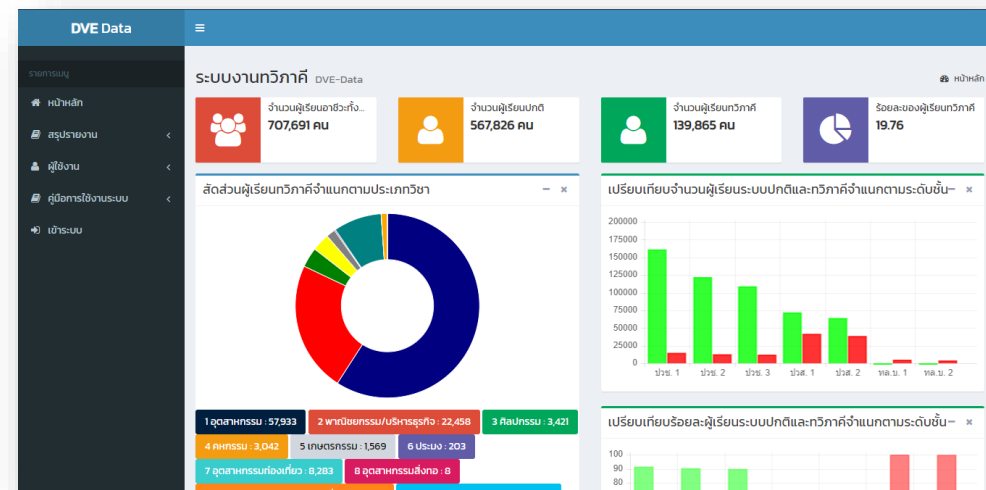 DVE Data
รายการเมนู
หน้าหลัก
สรุปรายงาน
ผู้ใช้งาน
คู่มือการใช้งานระบบ
เข้าระบบ
ระบบงานทวิภาคี DVE-Data
หน้าหลัก
จำนวนผู้เรียนอาชีวะทั้ง...
707,691 คน
จำนวนผู้เรียนปกติ
567,826 คน
จำนวนผู้เรียนทวิภาคี
139,865 คน
ร้อยละของผู้เรียนทวิภาคี
19.76
สัดส่วนผู้เรียนทวิภาคีจำแนกตามประเภทวิชา
1 อุตสาหกรรม : 57,933 2 พาณิชยกรรม/บริหารธุรกิจ : 22,458 3 ศิลปกรรม : 3,421
4 คหกรรม : 3,042 5 เกษตรกรรม : 1,569 6 ประมง : 203
7 อุตสาหกรรมท่องเที่ยว : 8,283 8 อุตสาหกรรมสิ่งทอ : 8
เปรียบเทียบจำนวนผู้เรียนระบบปกติและทวิภาคีจำแนกตามระดับชั้น
200000
175000
150000
125000
100000
75000
50000
25000
0
ปวช. 1 ปวช. 2 ปวช. 3 ปวส. 1 ปวส. 2 ทล.บ. 1 ทล.บ. 2
เปรียบเทียบร้อยละผู้เรียนระบบปกติและทวิภาคีจำแนกตามระดับชั้น
100
90
80